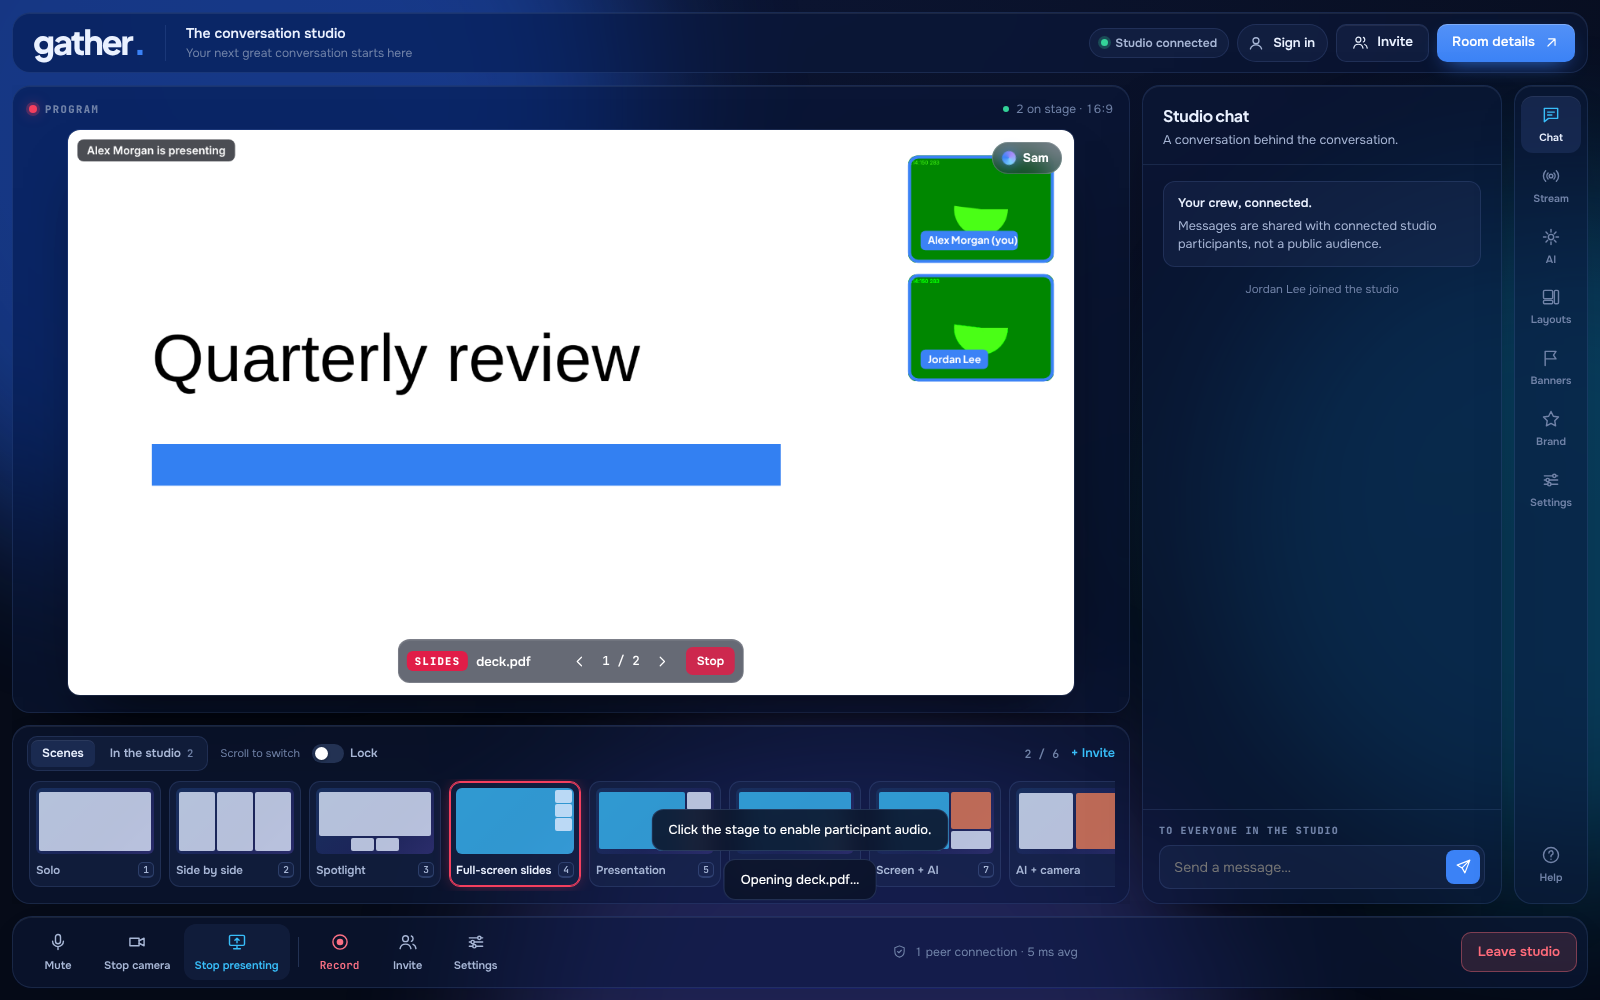 gather.
The conversation studio
Your next great conversation starts here
Studio connected
Sign in
Invite
Room details
PROGRAM
2 on stage · 16:9
Alex Morgan is presenting
Sam
Alex Morgan (you)
Jordan Lee
Quarterly review
SLIDES deck.pdf 1 / 2 Stop
Studio chat
A conversation behind the conversation.
Your crew, connected.
Messages are shared with connected studio
participants, not a public audience.
Jordan Lee joined the studio
TO EVERYONE IN THE STUDIO
Send a message...
Chat
Stream
AI
Layouts
Banners
Brand
Settings
Help
Scenes
In the studio 2
Scroll to switch
Lock
2 / 6
+ Invite
Solo 1
Side by side 2
Spotlight 3
Full-screen slides 4
Presentation 5
Screen + AI 7
AI + camera
Click the stage to enable participant audio.
Opening deck.pdf...
Mute
Stop camera
Stop presenting
Record
Invite
Settings
1 peer connection · 5 ms avg
Leave studio